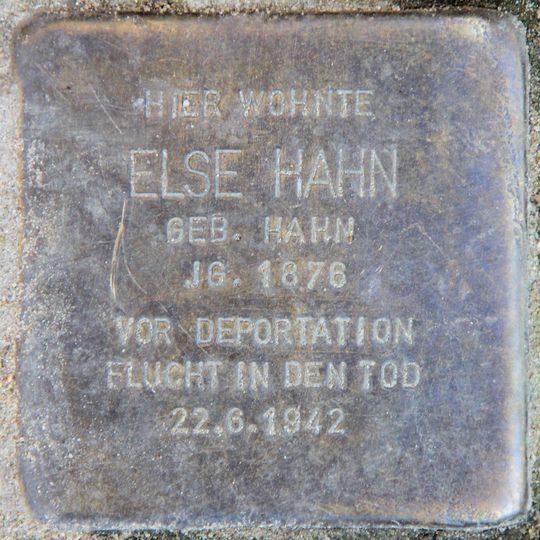 HIER WOHNTE
ELSE HAHN
GEB. HAHN
JG. 1876
VOR DEPORTATION
FLUCHT IN DEN TOD
22.6.1942